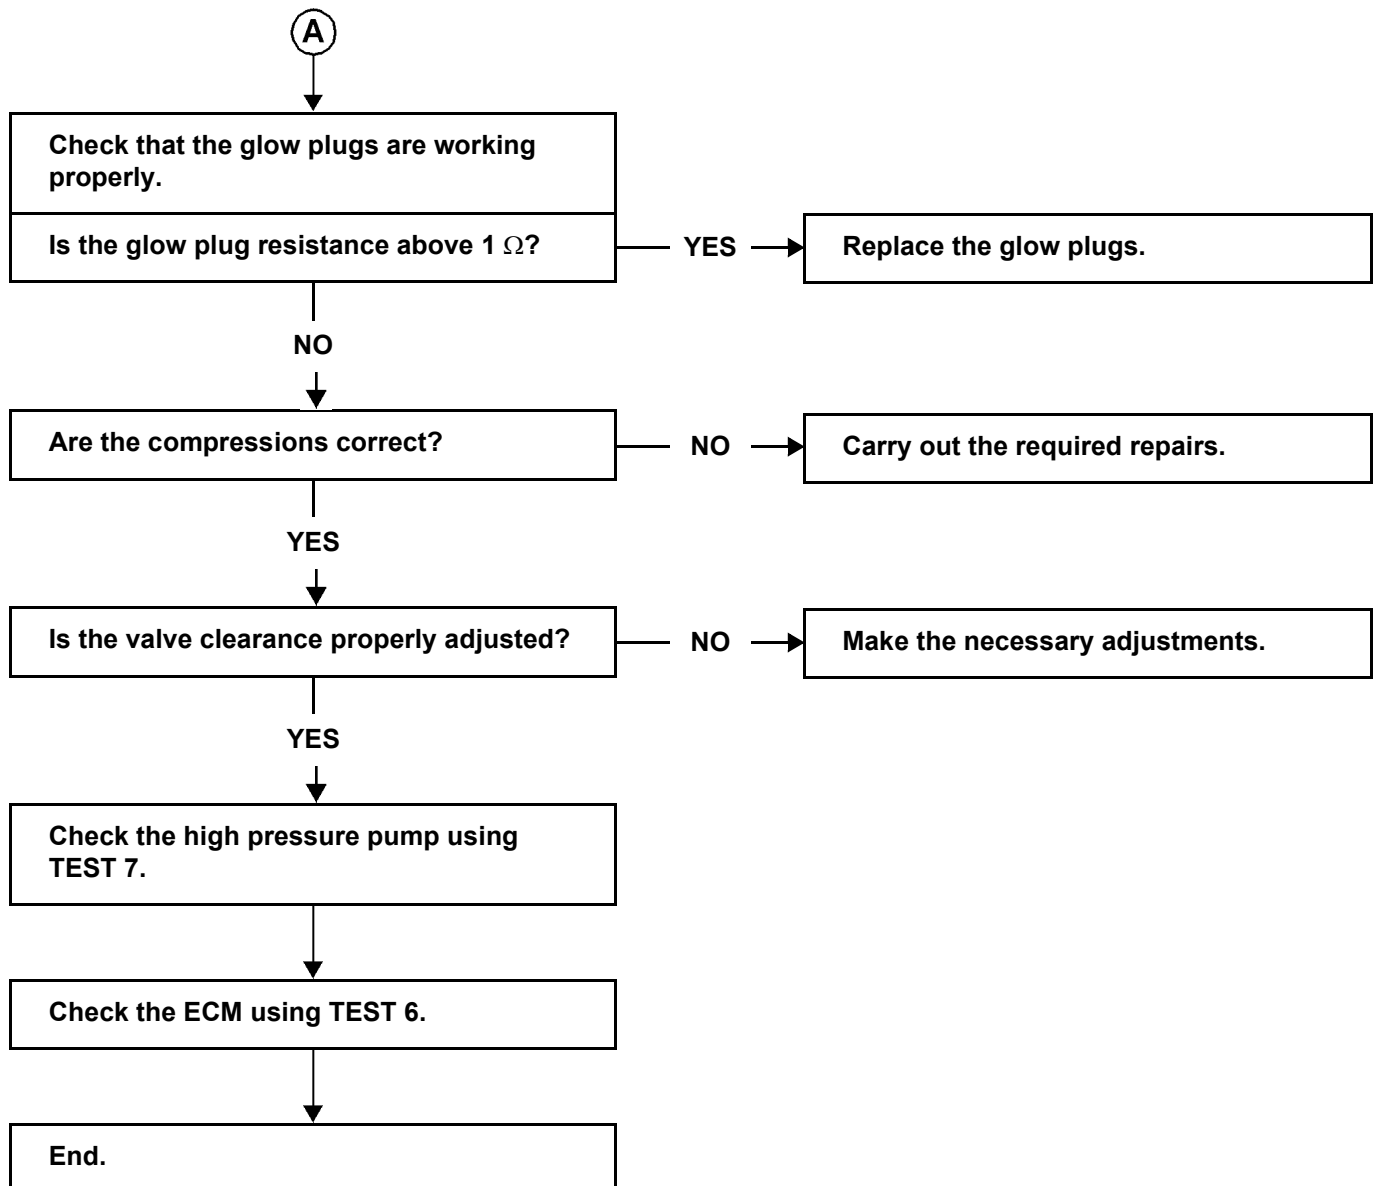 A
Check that the glow plugs are working
properly.
Is the glow plug resistance above 1 Ω?
YES
Replace the glow plugs.
NO
Are the compressions correct?
NO
Carry out the required repairs.
YES
Is the valve clearance properly adjusted?
NO
Make the necessary adjustments.
YES
Check the high pressure pump using
TEST 7.
Check the ECM using TEST 6.
End.